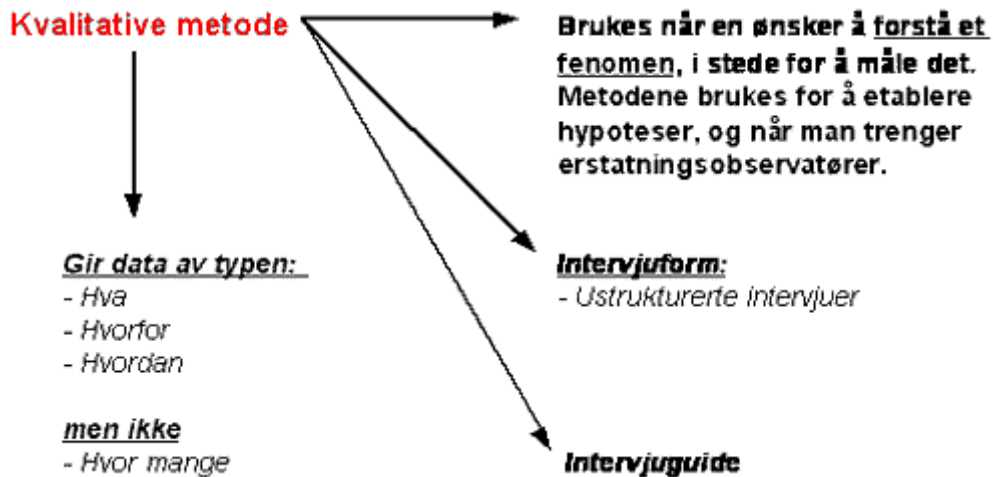 Kvalitative metode
Brukes når en ønsker å forstå et
fenomen, i stede for å måle det.
Metodene brukes for å etablere
hypoteser, og når man trenger
erstatningsobservatører.
Gir data av typen:
- Hva
- Hvorfor
- Hvordan
men ikke
- Hvor mange
Intervjuform:
- Ustrukturerte intervjuer
Intervjuguide